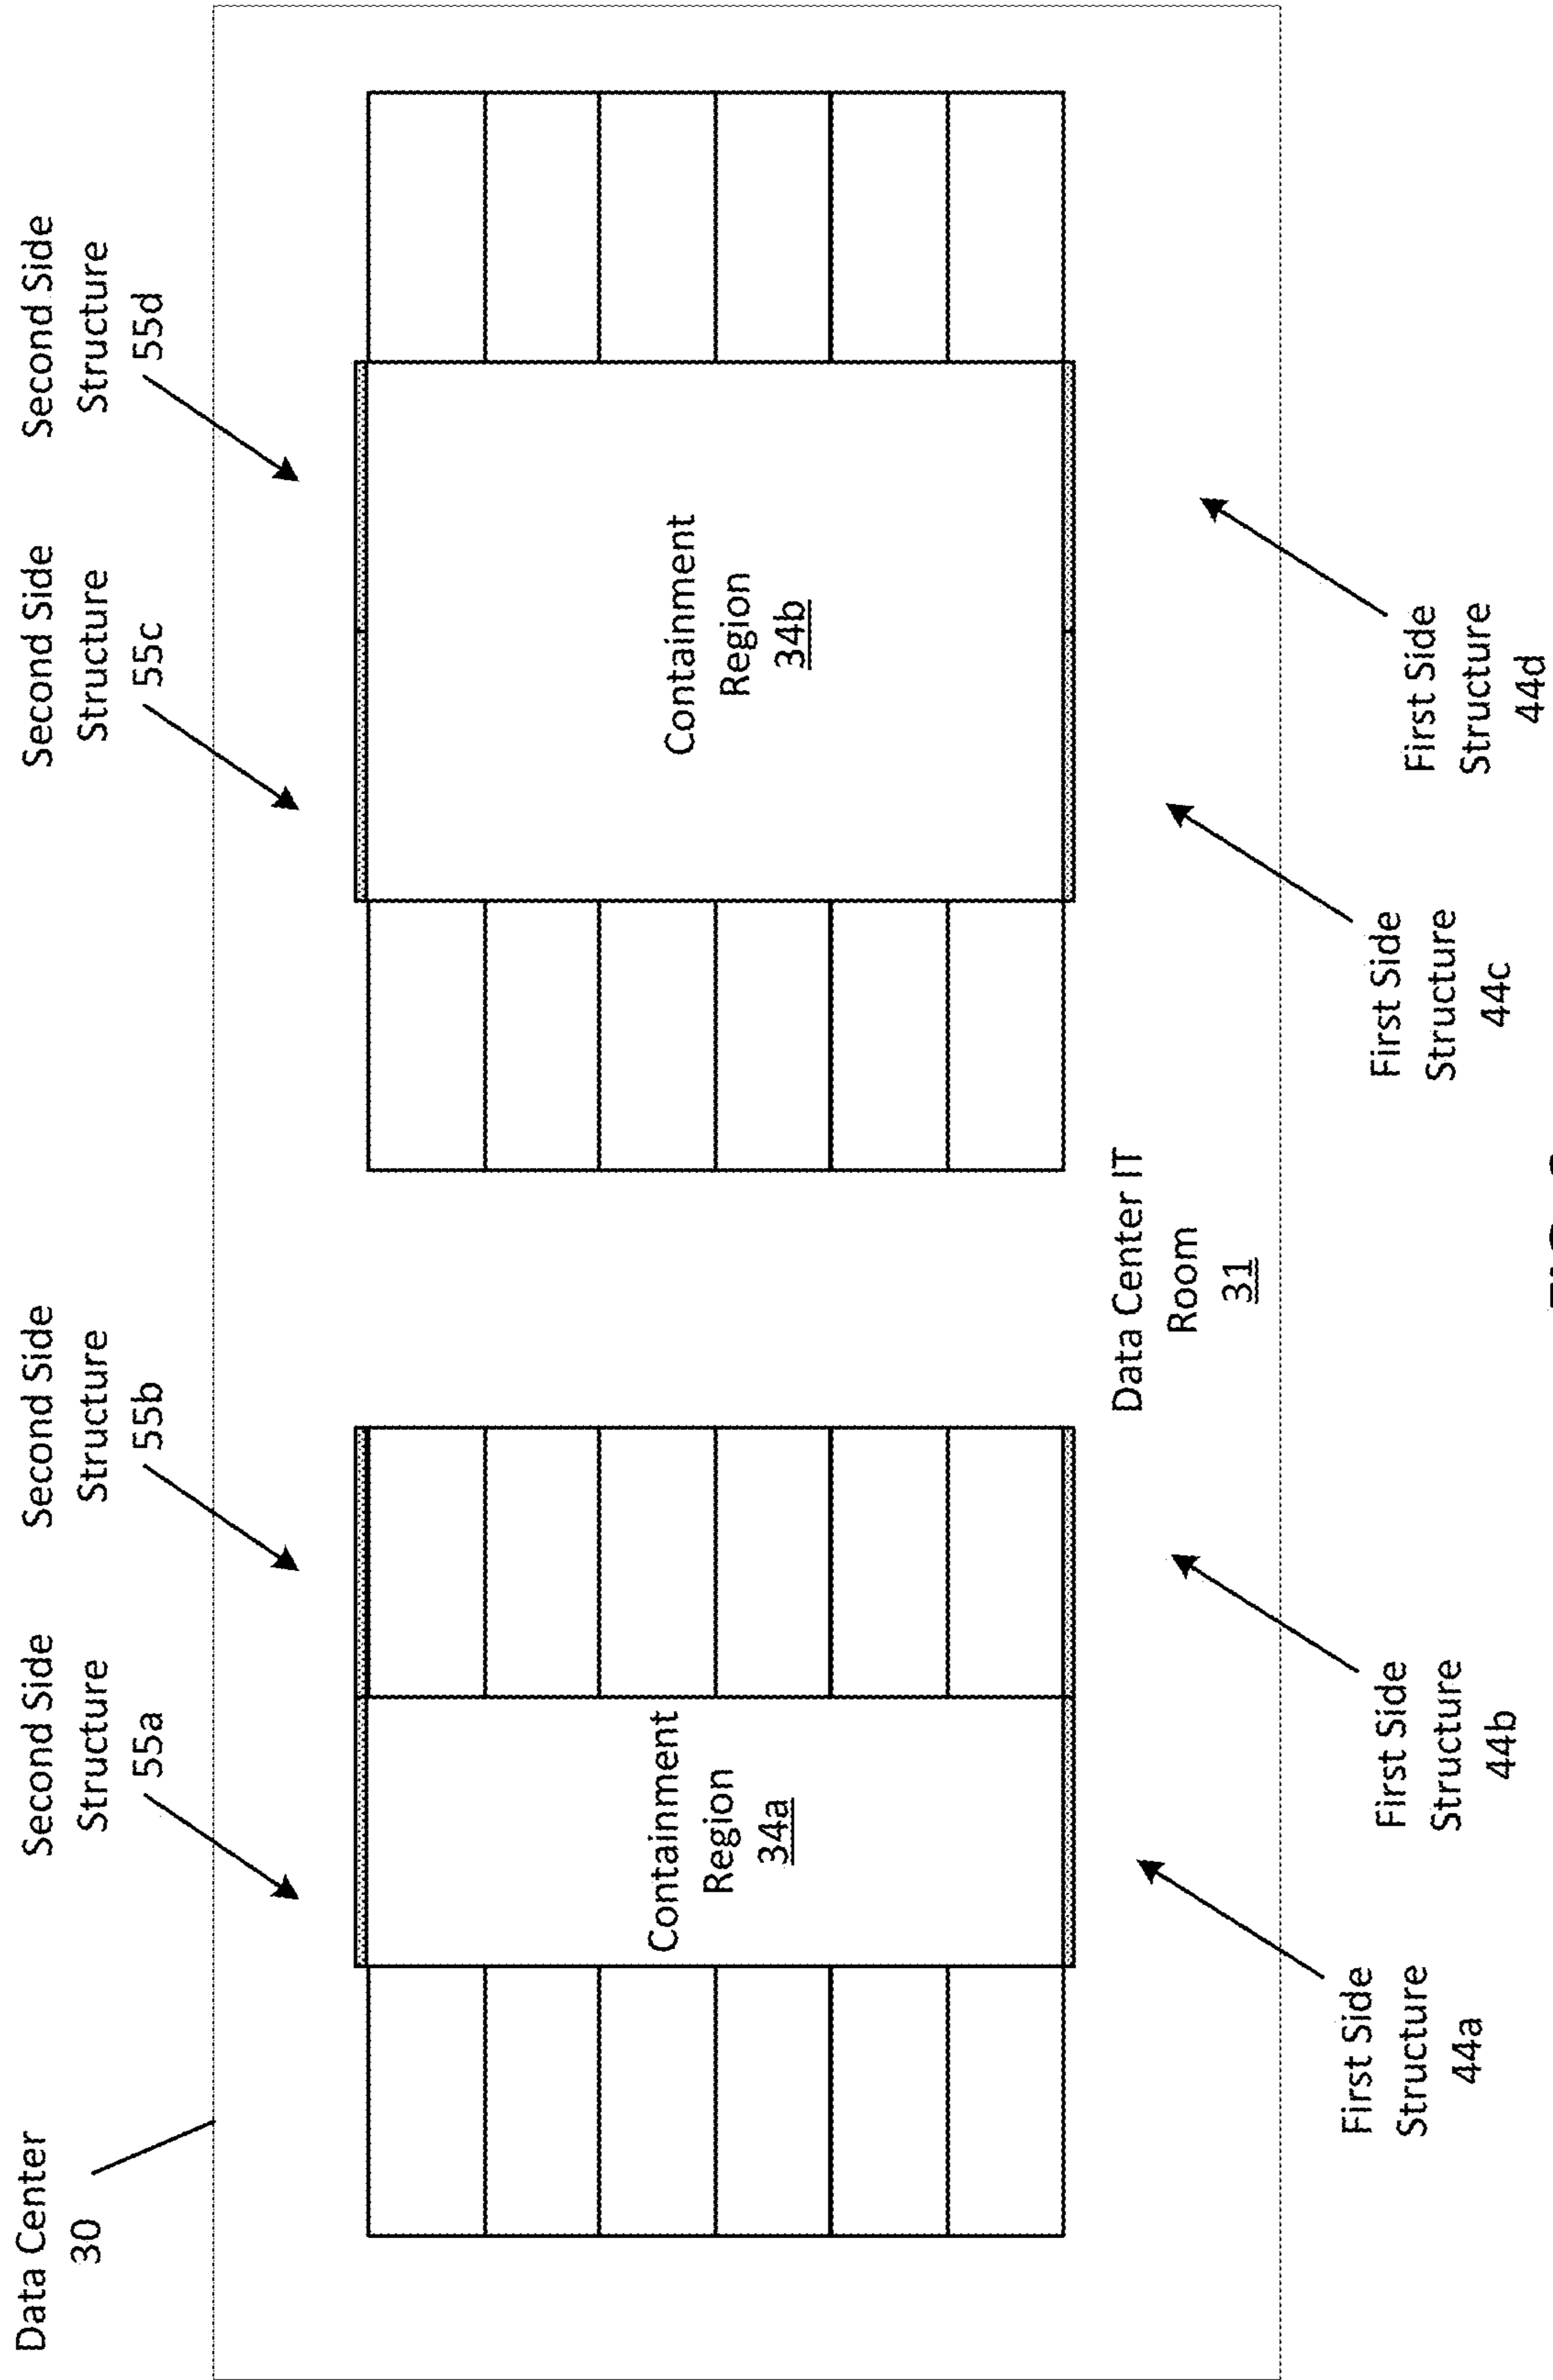 Data Center
30
Second Side
Structure
55a
Second Side
Structure
55b
Second Side
Structure
55c
Second Side
Structure
55d
Containment
Region
34a
Containment
Region
34b
Data Center IT
Room
31
First Side
Structure
44a
First Side
Structure
44b
First Side
Structure
44c
First Side
Structure
44d